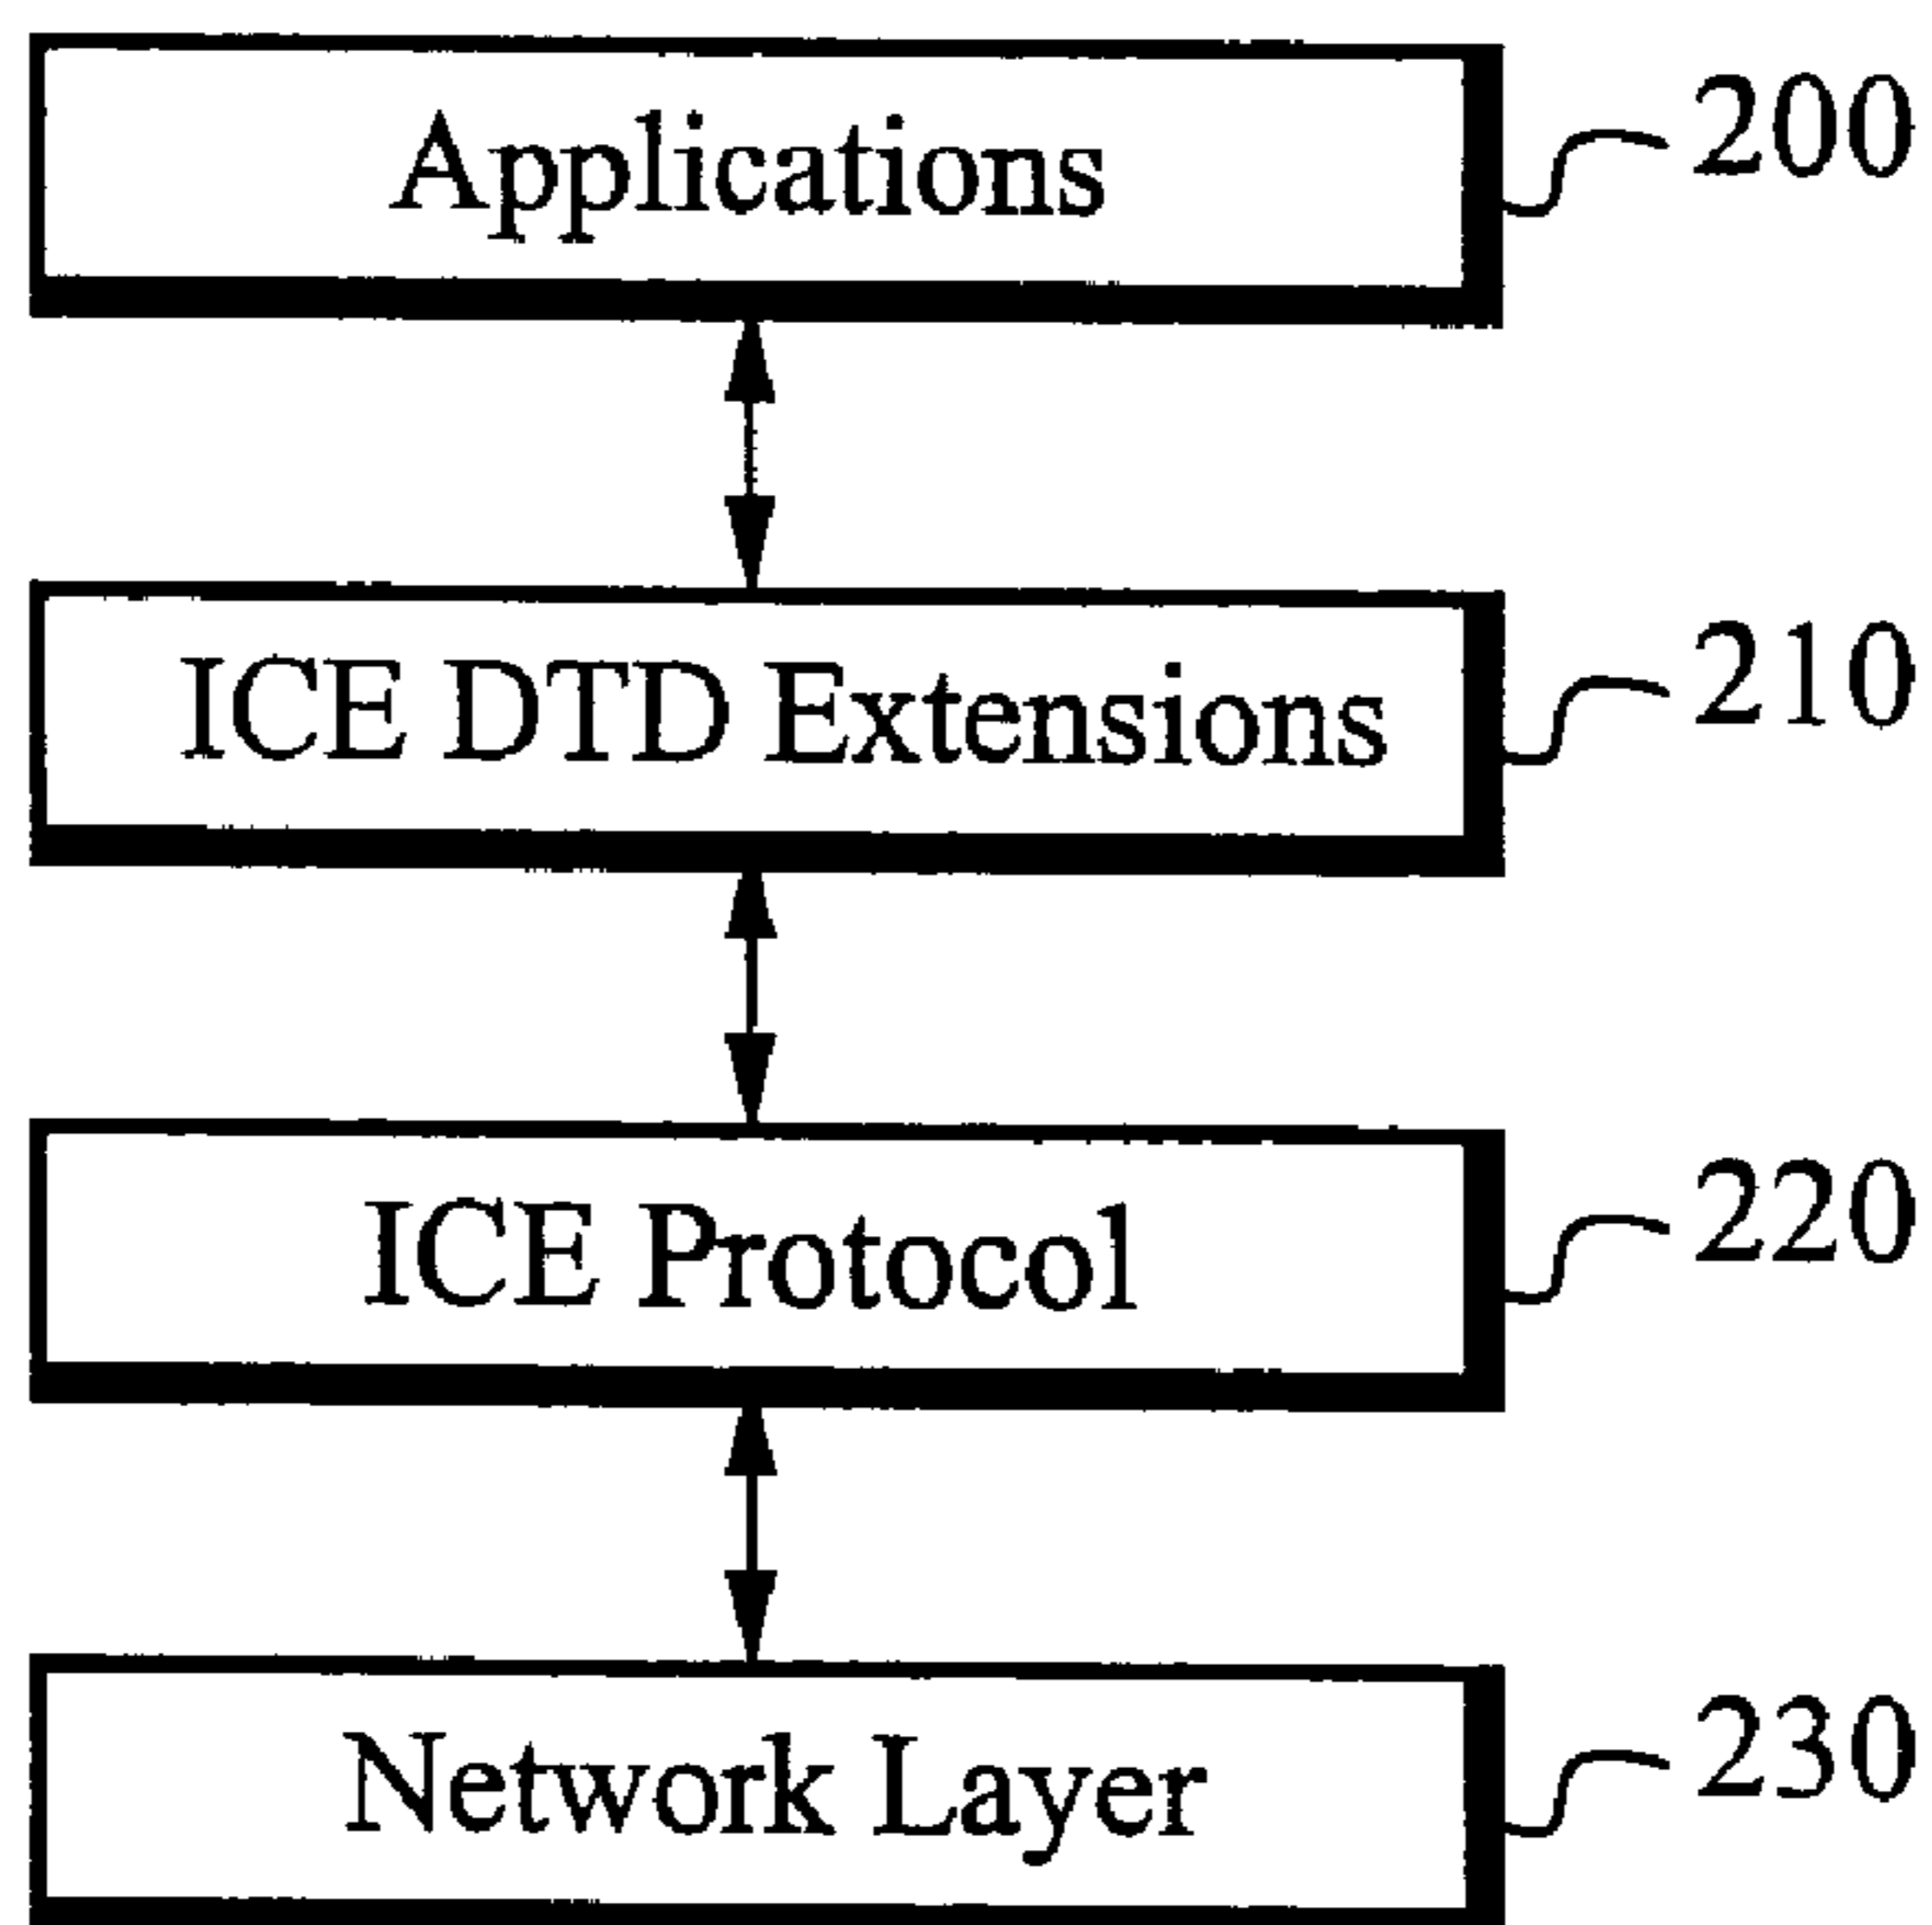 Applications
200
ICE DTD Extensions
210
ICE Protocol
220
Network Layer
230